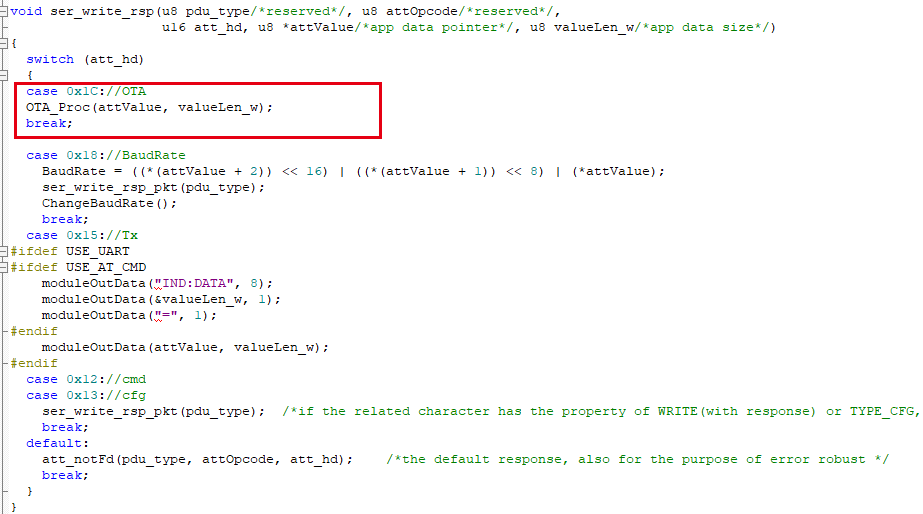 void ser_write_rsp(u8 pdu_type/*reserved*/, u8 attOpcode/*reserved*/,
                   u16 att_hd, u8 *attValue/*app data pointer*/, u8 valueLen_w/*app data size*/)
{
  switch (att_hd)
  {
  case 0x1C://OTA
  OTA_Proc(attValue, valueLen_w);
  break;

  case 0x18://BaudRate
    BaudRate = ((*(attValue + 2)) << 16) | ((*(attValue + 1)) << 8) | (*attValue);
    ser_write_rsp_pkt(pdu_type);
    ChangeBaudRate();
    break;
  case 0x15://Tx
#ifdef USE_UART
#ifdef USE_AT_CMD
    moduleOutData("IND:DATA", 8);
    moduleOutData(&valueLen_w, 1);
    moduleOutData("=", 1);
#endif
    moduleOutData(attValue, valueLen_w);
#endif
  case 0x12://cmd
  case 0x13://cfg
    ser_write_rsp_pkt(pdu_type);  /*if the related character has the property of WRITE(with response) or TYPE_CFG,
    break;
  default:
    att_notFd(pdu_type, attOpcode, att_hd);    /*the default response, also for the purpose of error robust */
    break;
  }
}